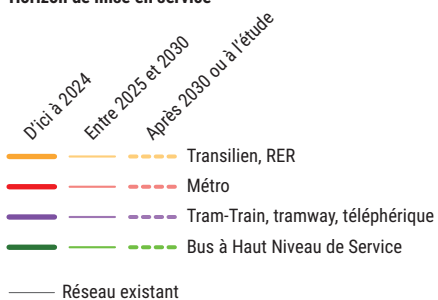 Horizon de mise en service
D'ici à 2024
Entre 2025 et 2030
Après 2030 ou à l'étude
Transilien, RER
Métro
Tram-Train, tramway, téléphérique
Bus à Haut Niveau de Service
Réseau existant